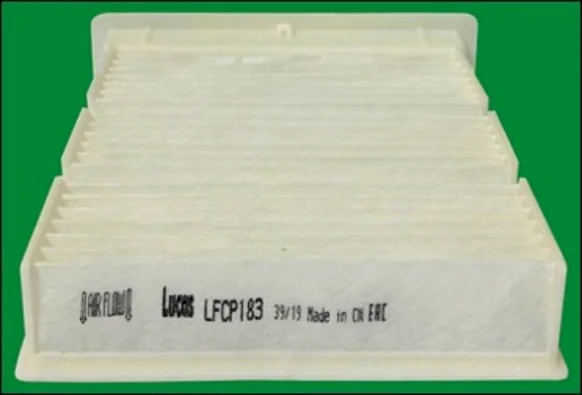 AIR FLOW Lucas LFCP183 39/19 Made in CN EAC